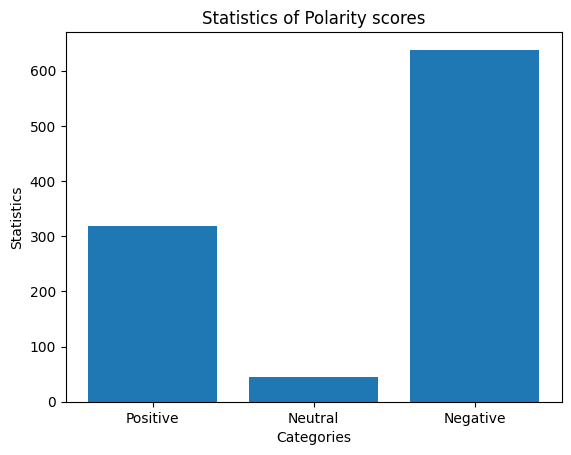 Statistics of Polarity scores
600
500
400
300
200
100
0
Statistics
Positive Neutral Negative
Categories